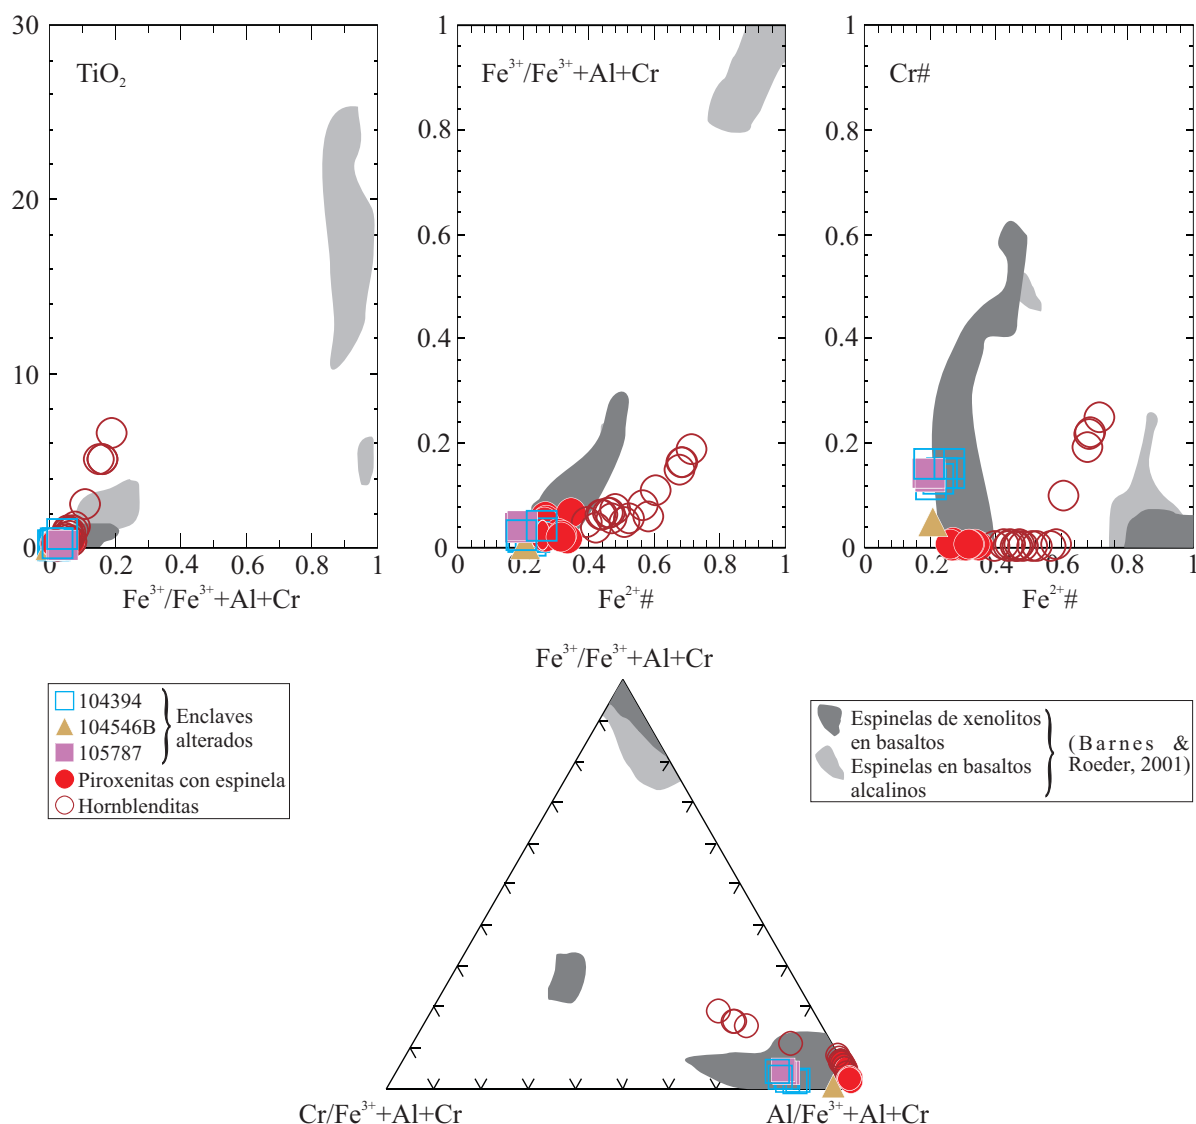 TiO2
30
20
10
0
0
0.2
0.4
0.6
0.8
1
Fe3+/Fe3++Al+Cr
Fe3+/Fe3++Al+Cr
1
0.8
0.6
0.4
0.2
0
0
0.2
0.4
0.6
0.8
1
Fe2+#
Cr#
1
0.8
0.6
0.4
0.2
0
0
0.2
0.4
0.6
0.8
1
Fe2+#
104394
104546B
105787
Enclaves
alterados
Piroxenitas con espinela
Hornblenditas
Fe3+/Fe3++Al+Cr
Cr/Fe3++Al+Cr
Al/Fe3++Al+Cr
Espinelas de xenolitos
en basaltos
Espinelas en basaltos
alcalinos
(Barnes &
Roeder, 2001)